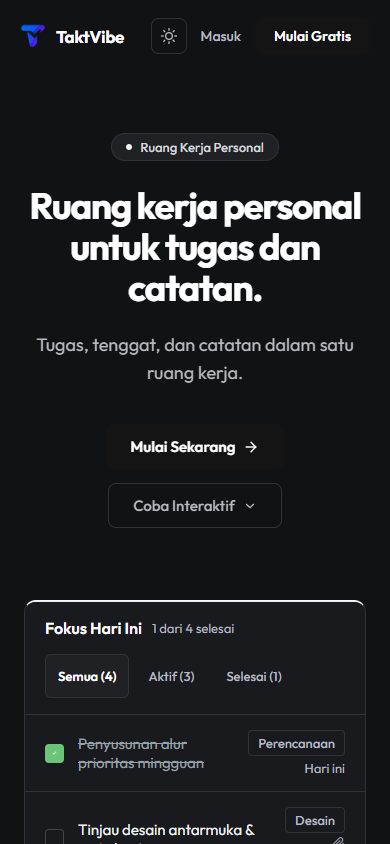 TaktVibe
Masuk
Mulai Gratis
Ruang Kerja Personal
Ruang kerja personal
untuk tugas dan
catatan.
Tugas, tenggat, dan catatan dalam satu
ruang kerja.
Mulai Sekarang
Coba Interaktif
Fokus Hari Ini 1 dari 4 selesai
Semua (4)
Aktif (3)
Selesai (1)
Penyusunan alur
prioritas mingguan
Perencanaan
Hari ini
Tinjau desain antarmuka &
Desain